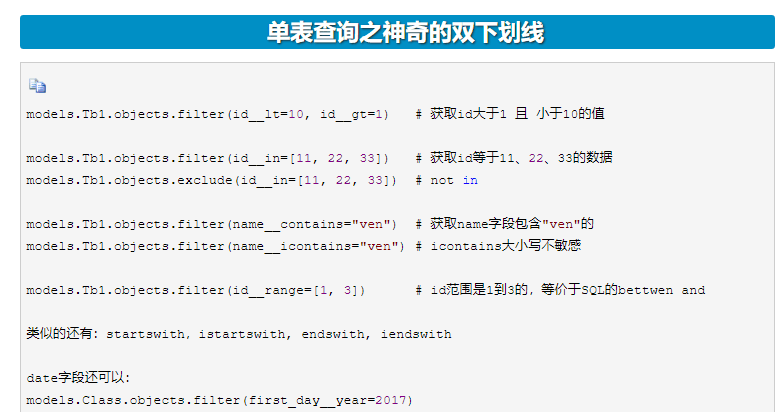 单表查询之神奇的双下划线
models.Tb1.objects.filter(id__lt=10, id__gt=1)   # 获取id大于1 且 小于10的值
models.Tb1.objects.filter(id__in=[11, 22, 33])   # 获取id等于11、22、33的数据
models.Tb1.objects.exclude(id__in=[11, 22, 33])  # not in
models.Tb1.objects.filter(name__contains="ven")  # 获取name字段包含"ven"的
models.Tb1.objects.filter(name__icontains="ven") # icontains大小写不敏感
models.Tb1.objects.filter(id__range=[1, 3])      # id范围是1到3的，等价于SQL的bettwen and
类似的还有：startswith，istartswith, endswith, iendswith
date字段还可以：
models.Class.objects.filter(first_day__year=2017)